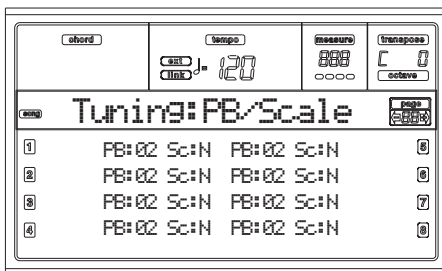 chord tempo measure transpose
ext link ♩= 120 888 C 0
octave
song Tuning:PB/Scale page 88
1 PB:02 Sc:N PB:02 Sc:N 5
2 PB:02 Sc:N PB:02 Sc:N 6
3 PB:02 Sc:N PB:02 Sc:N 7
4 PB:02 Sc:N PB:02 Sc:N 8